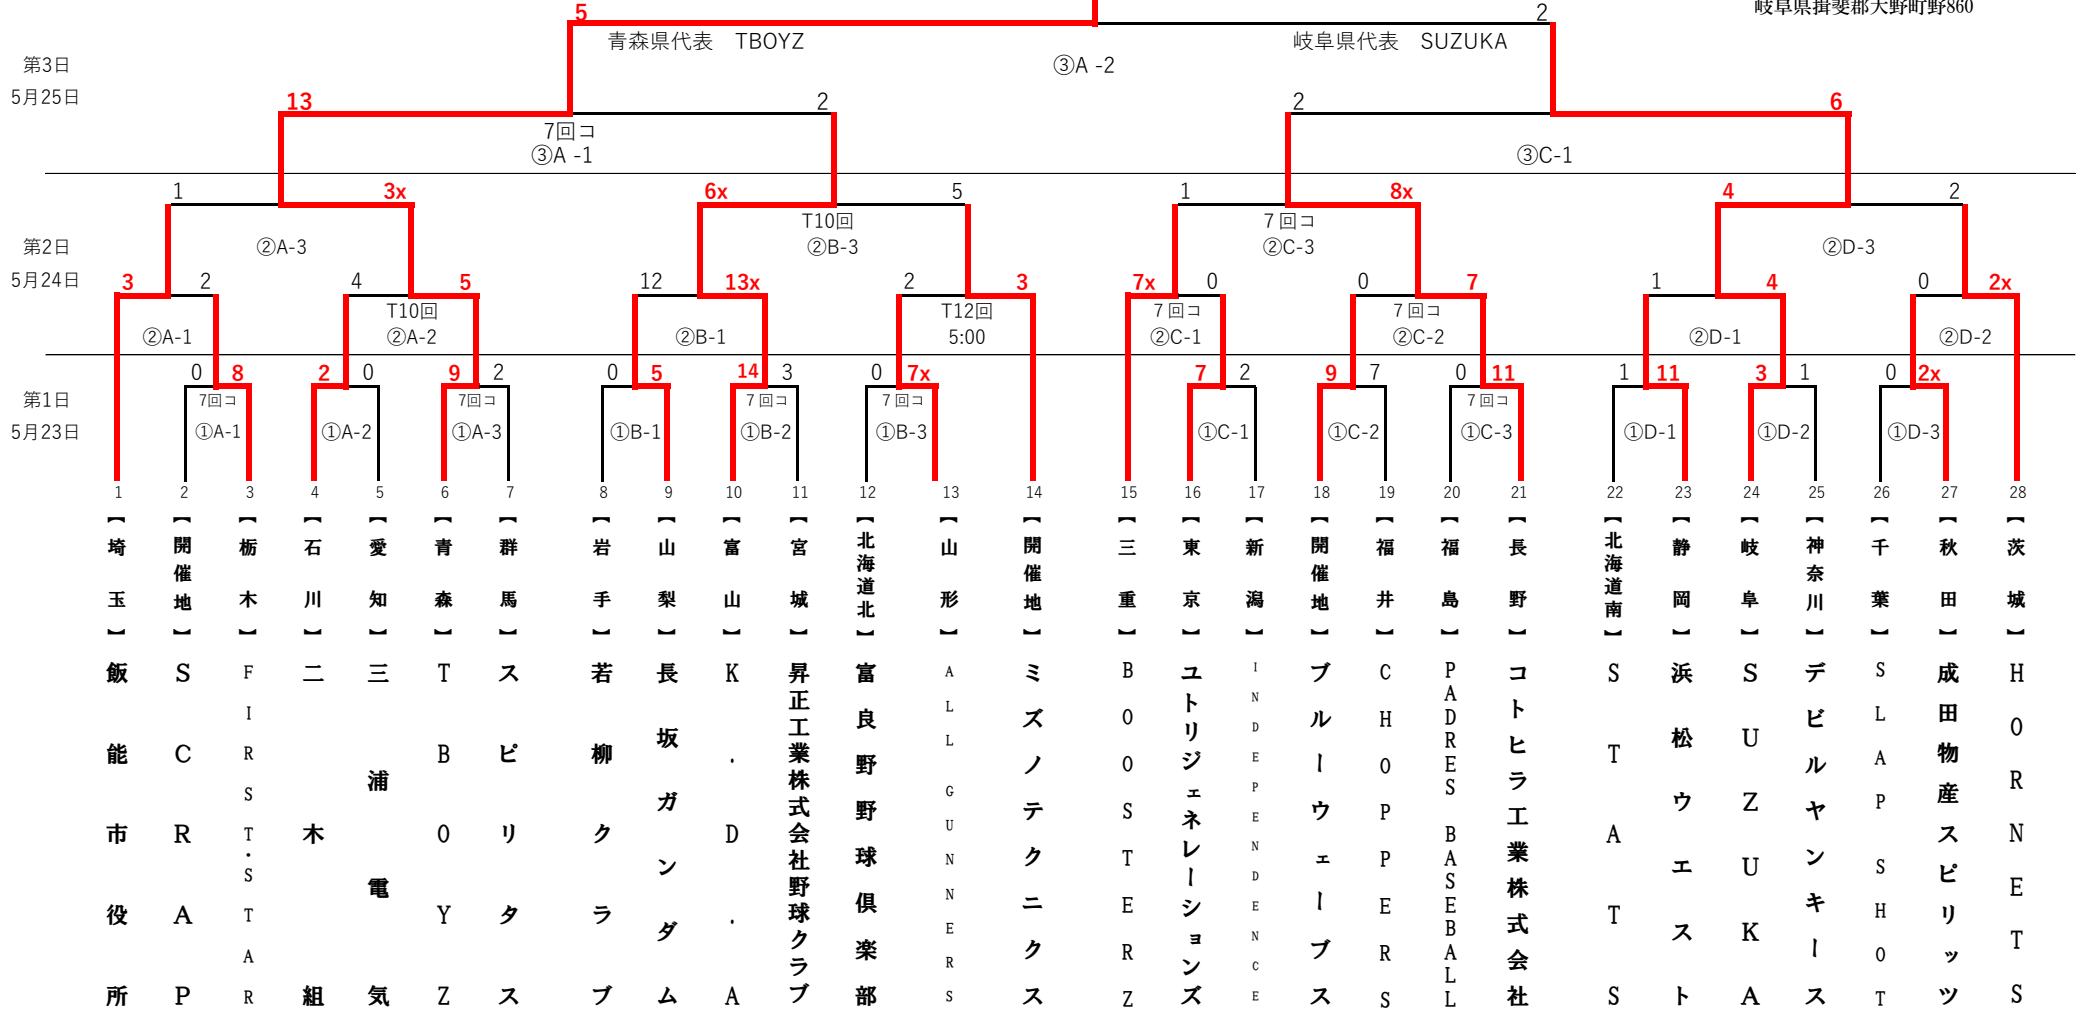 岐阜県揖斐郡大野町野860
5
2
青森県代表　TBOYZ
岐阜県代表　SUZUKA
③A -2
第3日
5月25日
13
2
2
6
7回コ
③A -1
③C-1
1
3x
6x
5
1
8x
4
2
T10回
7回コ
第2日
②A-3
②B-3
②C-3
②D-3
5月24日
3
2
4
5
12
13x
2
3
7x
0
0
7
1
4
0
2x
T10回
T12回
7回コ
7回コ
②A-1
②A-2
②B-1
5:00
②C-1
②C-2
②D-1
②D-2
0
8
2
0
9
2
0
5
14
3
0
7x
7
2
9
7
0
11
1
11
3
1
0
2x
第1日
7回コ
7回コ
7回コ
7回コ
7回コ
5月23日
①A-1
①A-2
①A-3
①B-1
①B-2
①B-3
①C-1
①C-2
①C-3
①D-1
①D-2
①D-3
1
2
3
4
5
6
7
8
9
10
11
12
13
14
15
16
17
18
19
20
21
22
23
24
25
26
27
28
【埼玉】
【開催地】
【栃木】
【石川】
【愛知】
【青森】
【群馬】
【岩手】
【山梨】
【富山】
【宮城】
【北海道北】
【山形】
【開催地】
【三重】
【東京】
【新潟】
【開催地】
【福井】
【福島】
【長野】
【北海道南】
【静岡】
【岐阜】
【神奈川】
【千葉】
【秋田】
【茨城】
飯能市役所
SCRAP
FIRST・STAR
二木組
三浦電気
TBOYZ
スピリタス
若柳クラブ
長坂ガンダム
K.D.A
昇正工業株式会社野球クラブ
富良野野球倶楽部
ALL GUNNERS
ミズノテクニクス
BOOSTERZ
ユトリジェネレーションズ
INDEPENDENCE
ブルーウェーブス
CHOPPERS
PADRES BASEBALL
コトヒラ工業株式会社
STATS
浜松ウエスト
SUZUKA
デビルヤンキース
SLAP SHOT
成田物産スピリッツ
HORNETS